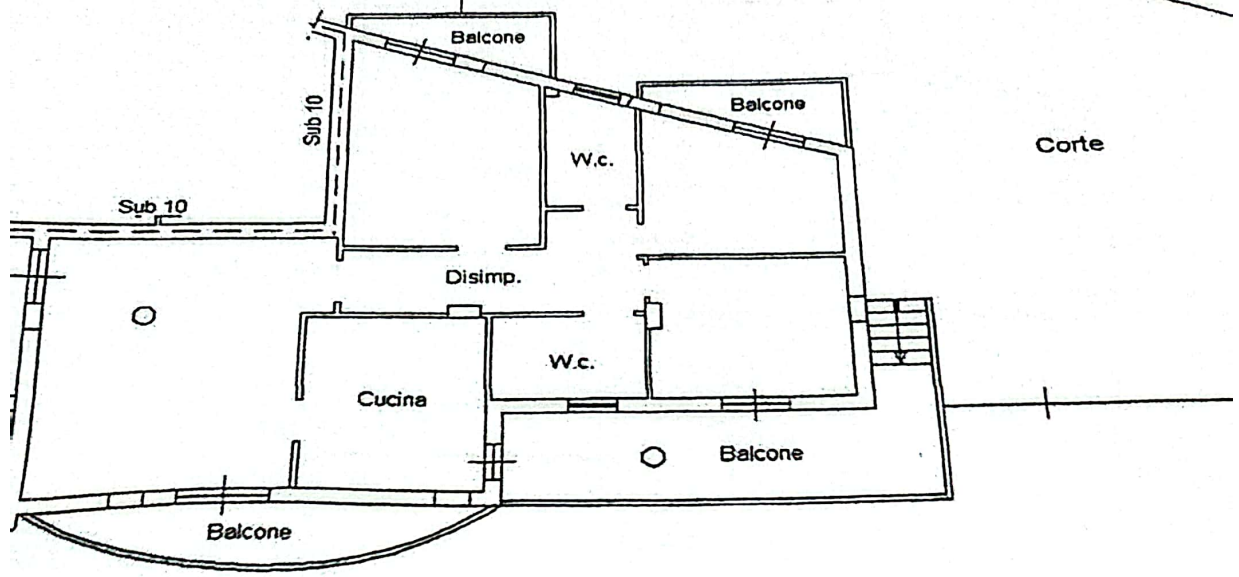 Balcone
Balcone
Sub 10
Corte
W.c.
Sub 10
Disimp.
W.c.
Cucina
Balcone
Balcone